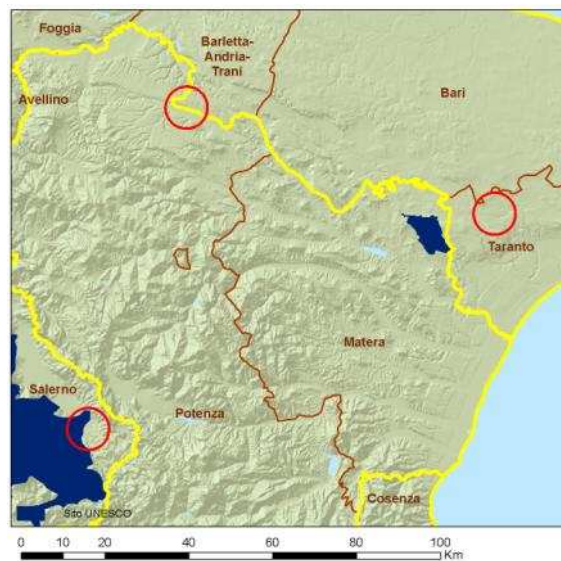 Foggia
Barletta-
Andria-
Trani
Bari
Avellino
Taranto
Matera
Salerno
Potenza
Cosenza
Sito UNESCO
0 10 20 40 60 80 100
Km